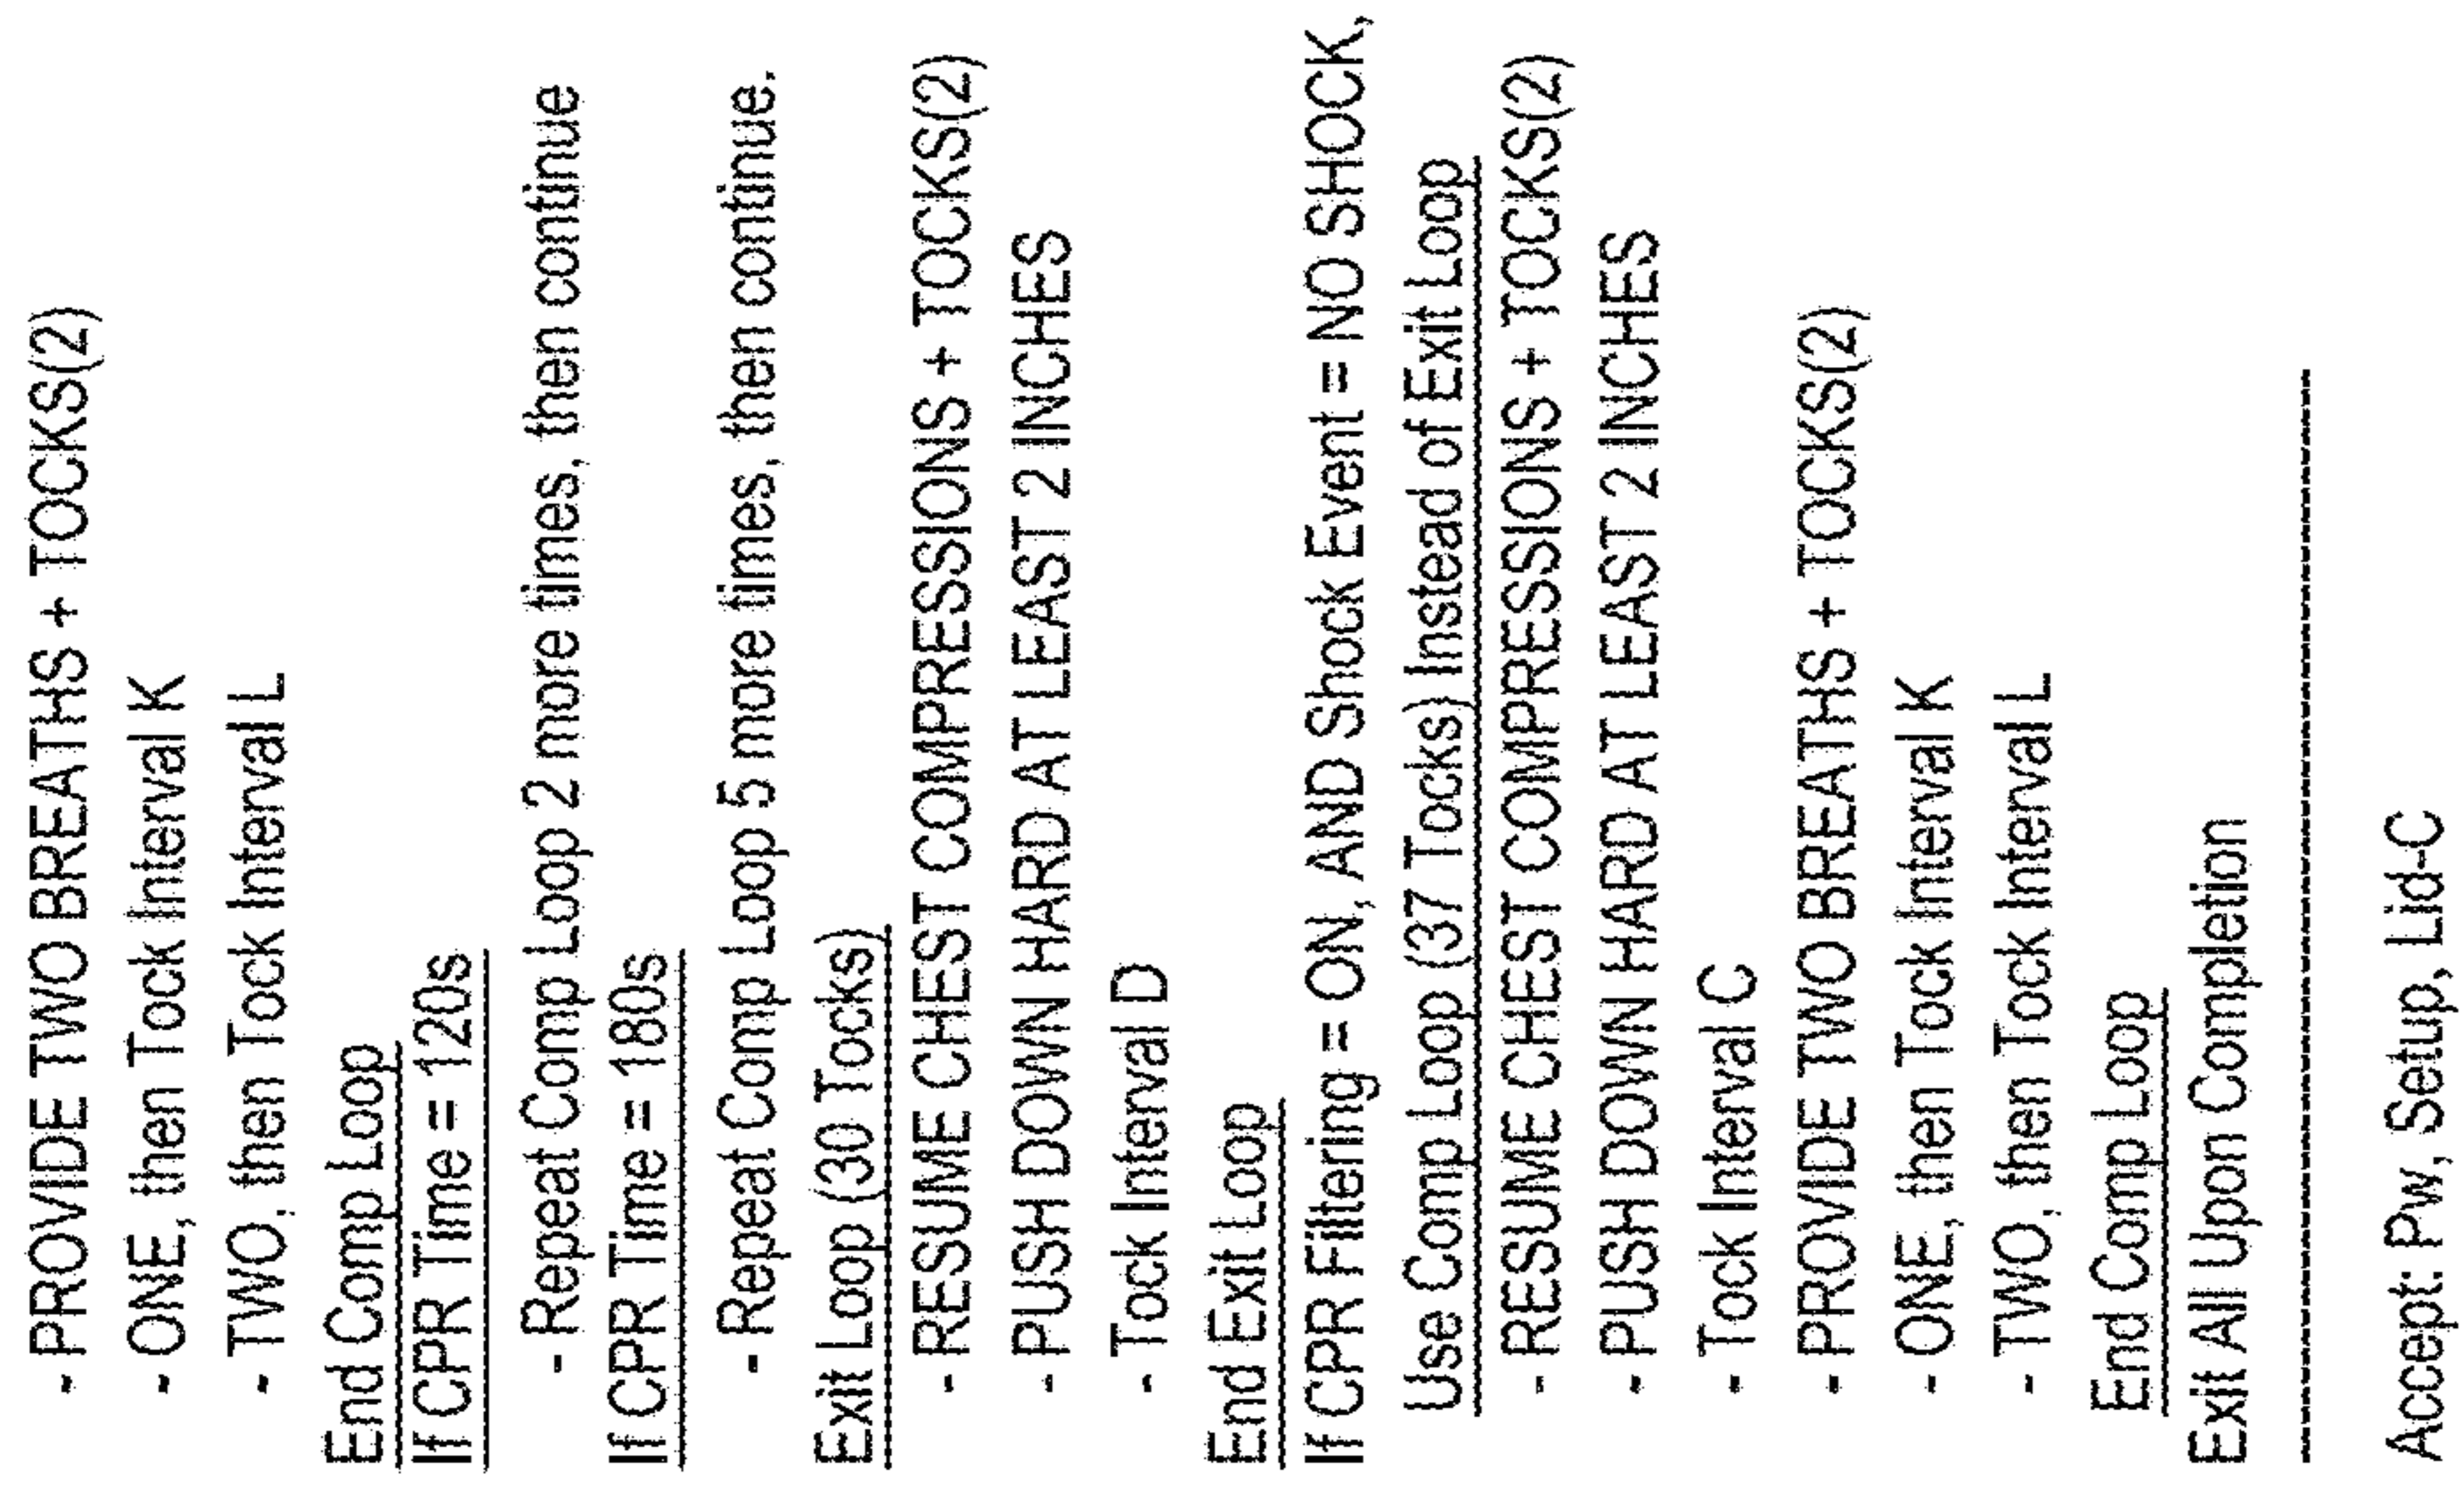 - PROVIDE TWO BREATHS + TOCKS(2)
- ONE, then Tock Interval K
- TWO, then Tock Interval L
End Comp Loop
If CPR Time = 120s
- Repeat Comp Loop 2 more times, then continue
If CPR Time = 180s
- Repeat Comp Loop 5 more times, then continue.
Exit Loop (30 Tocks)
- RESUME CHEST COMPRESSIONS + TOCKS(2)
- PUSH DOWN HARD AT LEAST 2 INCHES
- Tock Interval D
End Exit Loop
If CPR Filtering = ON, AND Shock Event = NO SHOCK,
Use Comp Loop (37 Tocks) Instead of Exit Loop
- RESUME CHEST COMPRESSIONS + TOCKS(2)
- PUSH DOWN HARD AT LEAST 2 INCHES
- Tock Interval C
- PROVIDE TWO BREATHS + TOCKS(2)
- ONE, then Tock Interval K
- TWO, then Tock Interval L
End Comp Loop
Exit All Upon Completion
Accept: Pw, Setup, Lid-C